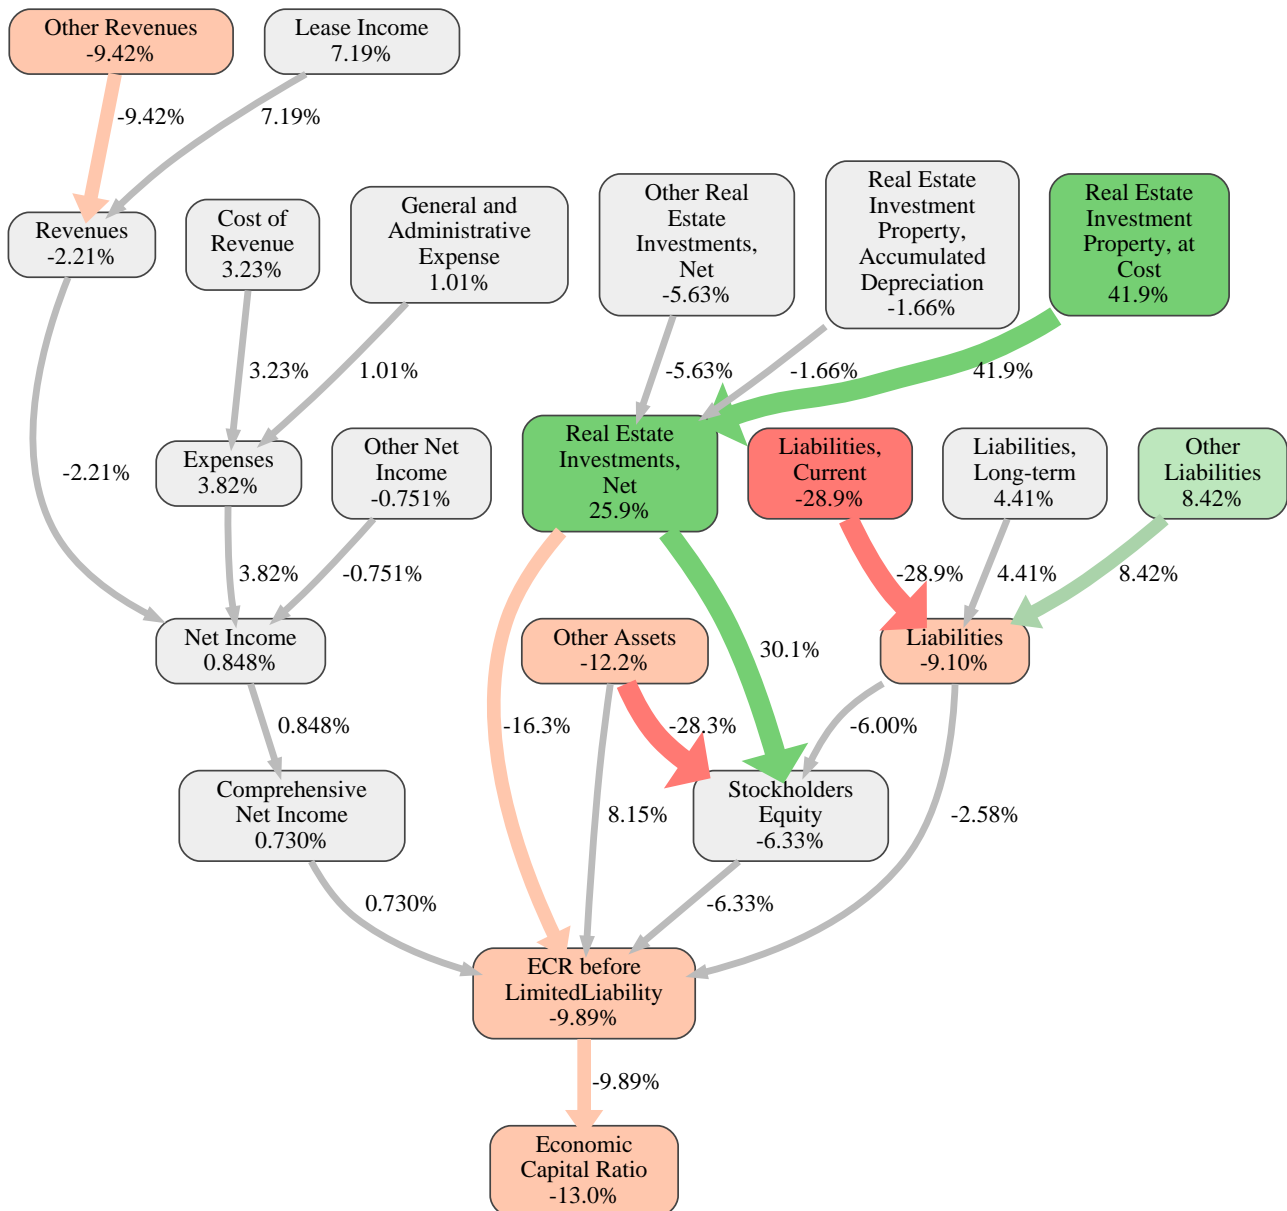 Other Revenues
-9.42%
Lease Income
7.19%
-9.42%
7.19%
Revenues
-2.21%
Cost of
Revenue
3.23%
General and
Administrative
Expense
1.01%
Other Real
Estate
Investments,
Net
-5.63%
Real Estate
Investment
Property,
Accumulated
Depreciation
-1.66%
Real Estate
Investment
Property, at
Cost
41.9%
3.23%
1.01%
-5.63%
-1.66%
41.9%
-2.21%
Expenses
3.82%
Other Net
Income
-0.751%
Real Estate
Investments,
Net
25.9%
Liabilities,
Current
-28.9%
Liabilities,
Long-term
4.41%
Other
Liabilities
8.42%
3.82%
-0.751%
-28.9%
4.41%
8.42%
Net Income
0.848%
Other Assets
-12.2%
30.1%
Liabilities
-9.10%
0.848%
-16.3%
-28.3%
-6.00%
Comprehensive
Net Income
0.730%
8.15%
Stockholders
Equity
-6.33%
-2.58%
0.730%
-6.33%
ECR before
LimitedLiability
-9.89%
-9.89%
Economic
Capital Ratio
-13.0%